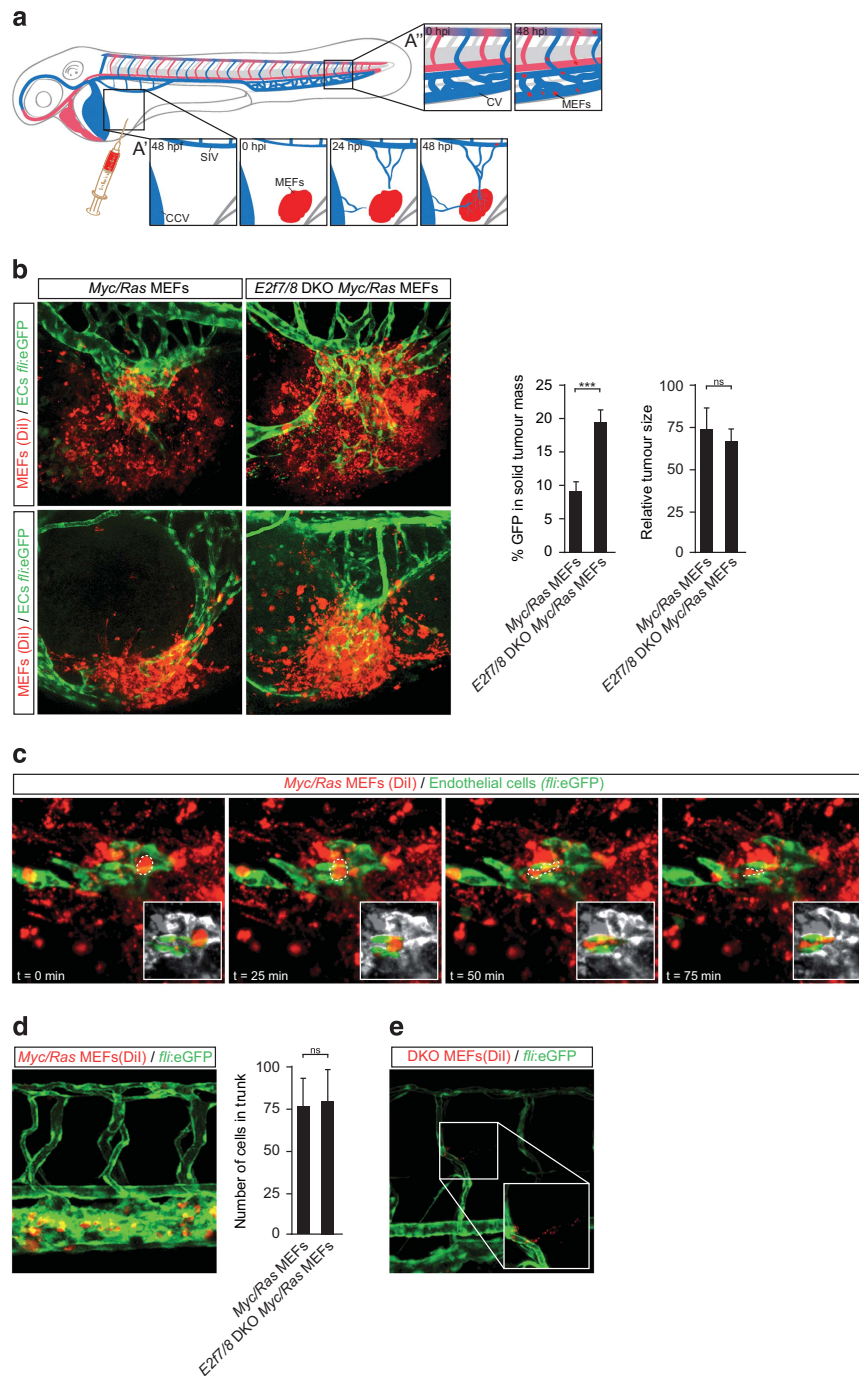 a
A''
0 hpi
48 hpi
CV
MEFs
A'
48 hpf
SIV
CCV
0 hpi
MEFs
24 hpi
48 hpi
b
Myc/Ras MEFs
E2f7/8 DKO Myc/Ras MEFs
MEFs (DiI) / ECs fli:eGFP
MEFs (DiI) / ECs fli:eGFP
% GFP in solid tumour mass
25
20
15
10
5
0
***
Myc/Ras MEFs
E2f7/8 DKO Myc/Ras MEFs
Relative tumour size
100
75
50
25
0
ns
Myc/Ras MEFs
E2f7/8 DKO Myc/Ras MEFs
c
Myc/Ras MEFs (DiI) / Endothelial cells (fli:eGFP)
t = 0 min
t = 25 min
t = 50 min
t = 75 min
d
Myc/Ras MEFs(DiI) / fli:eGFP
Number of cells in trunk
100
75
50
25
0
ns
Myc/Ras MEFs
E2f7/8 DKO Myc/Ras MEFs
e
DKO MEFs(DiI) / fli:eGFP